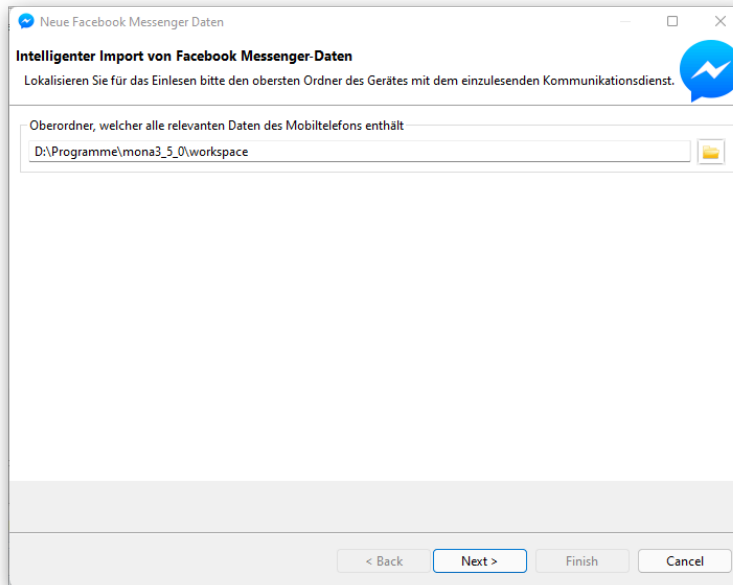 Neue Facebook Messenger Daten
Intelligenter Import von Facebook Messenger-Daten
Lokalisieren Sie für das Einlesen bitte den obersten Ordner des Gerätes mit dem einzulesenden Kommunikationsdienst.
Oberordner, welcher alle relevanten Daten des Mobiltelefons enthält
D:\Programme\mona3_5_0\workspace
< Back Next > Finish Cancel